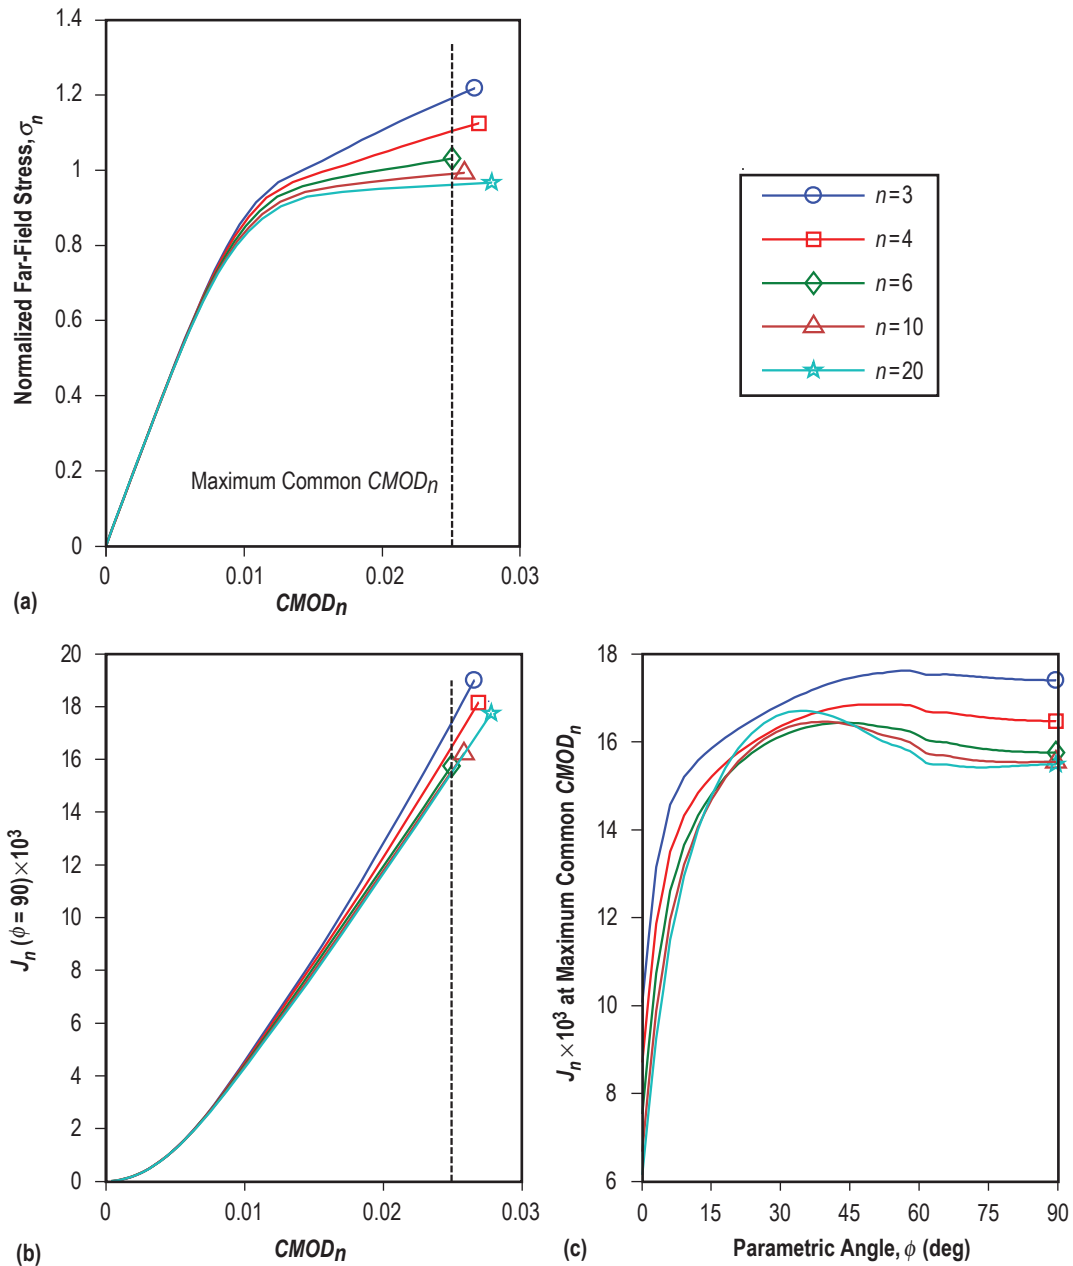 1.4
1.2
1
0.8
0.6
0.4
0.2
0
Normalized Far-Field Stress, σn
Maximum Common CMODn
0 0.01 0.02 0.03
CMODn
(a)
n=3
n=4
n=6
n=10
n=20
20
18
16
14
12
10
8
6
4
2
0
Jn (ϕ = 90)×10³
0 0.01 0.02 0.03
CMODn
(b)
18
16
14
12
10
8
6
Jn ×10³ at Maximum Common CMODn
0 15 30 45 60 75 90
Parametric Angle, ϕ (deg)
(c)